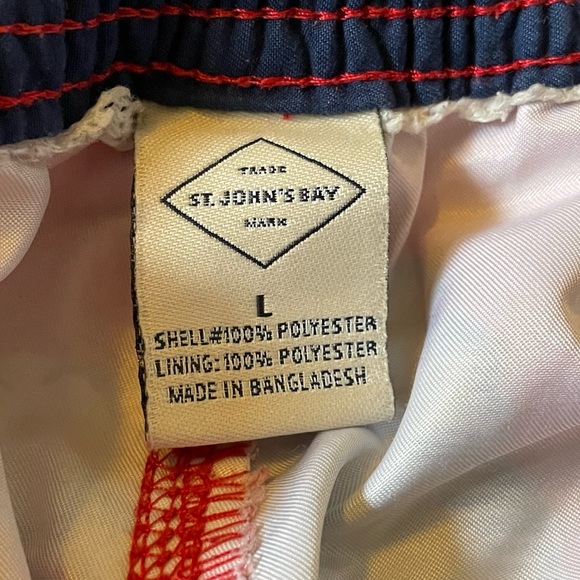 TRADE
ST. JOHN'S BAY
MARK
L
SHELL#100% POLYESTER
LINING: 100% POLYESTER
MADE IN BANGLADESH